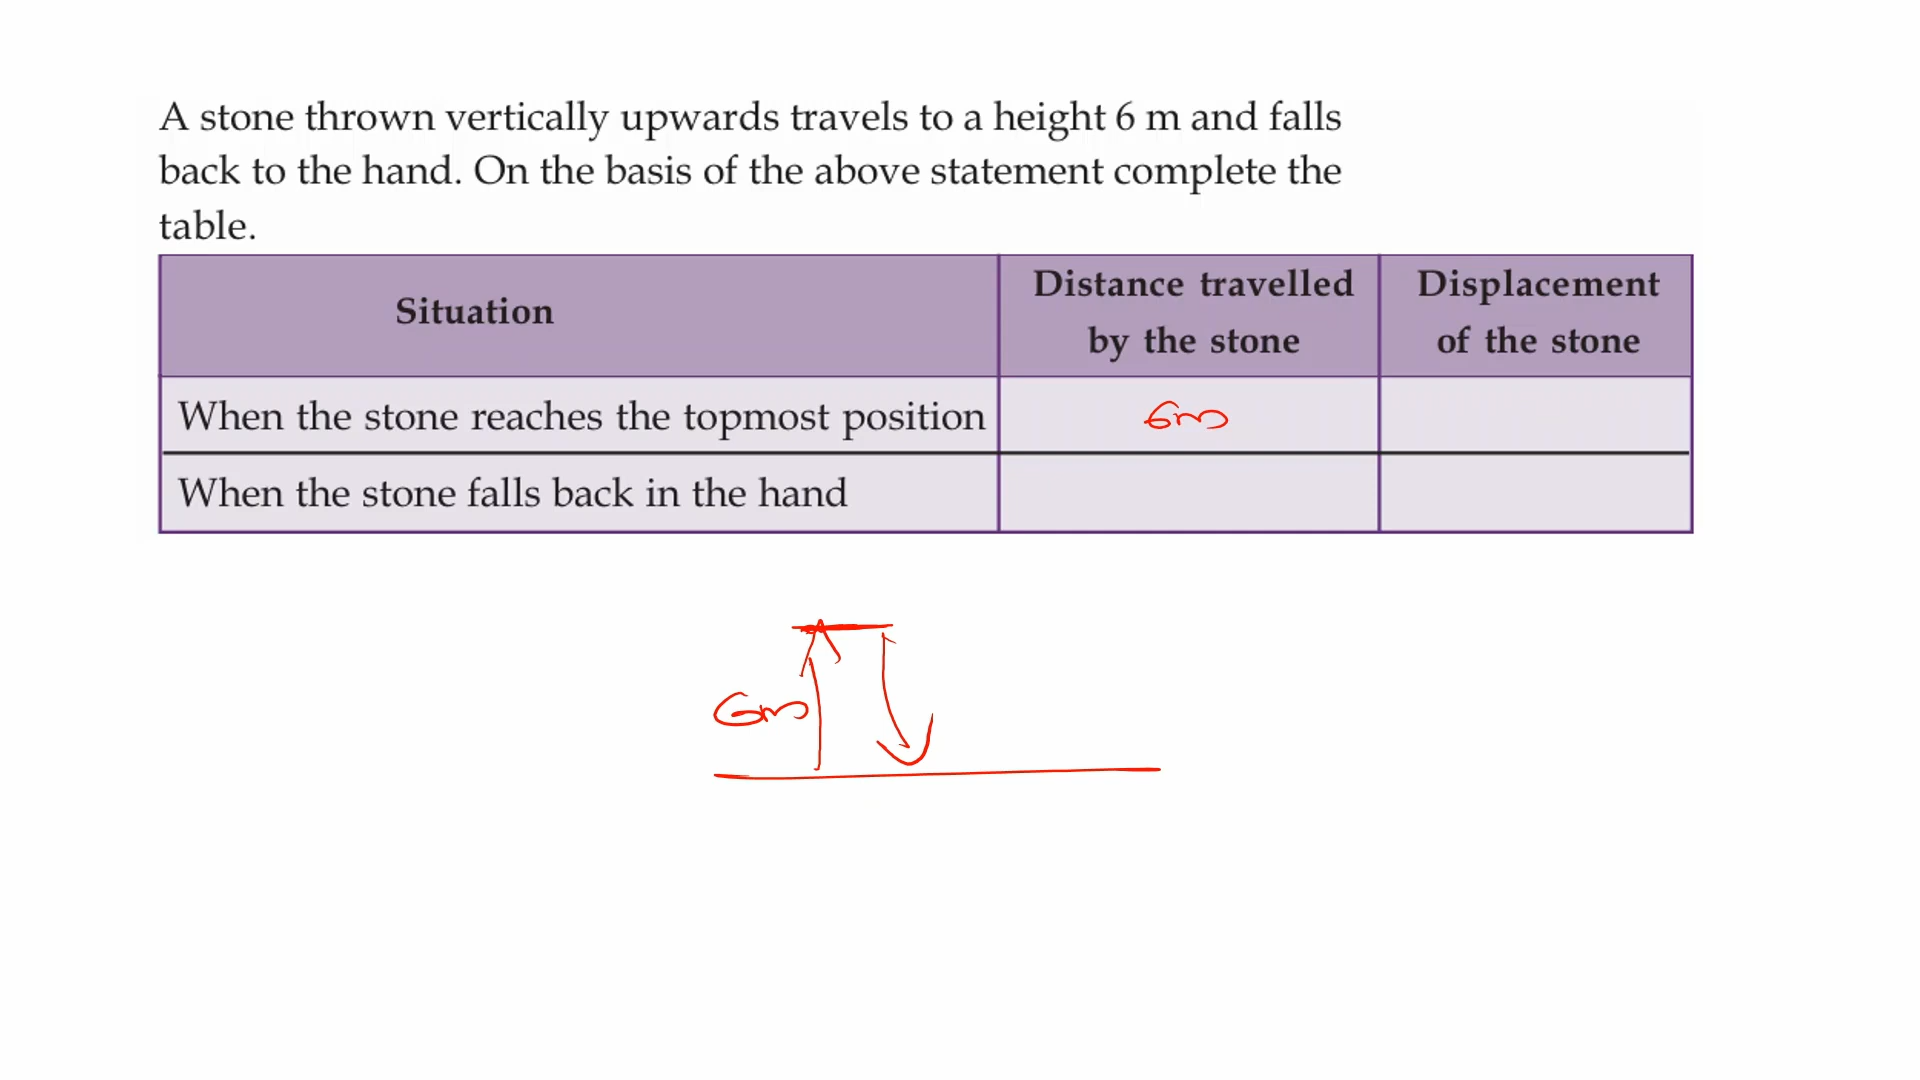 A stone thrown vertically upwards travels to a height 6 m and falls
back to the hand. On the basis of the above statement complete the
table.
Situation
Distance travelled
by the stone
Displacement
of the stone
When the stone reaches the topmost position
6m
When the stone falls back in the hand
6m